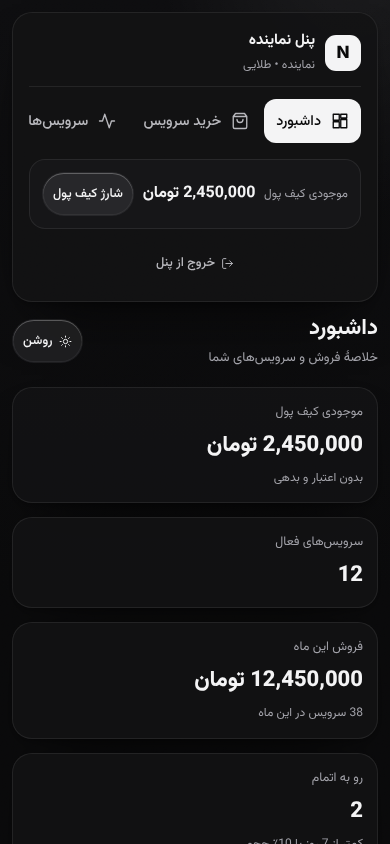 N
پنل نماینده
نماینده • طلایی
داشبورد
خرید سرویس
سرویس‌ها
موجودی کیف پول 2,450,000 تومان
شارژ کیف پول
خروج از پنل
داشبورد
روشن
خلاصهٔ فروش و سرویس‌های شما
موجودی کیف پول
2,450,000 تومان
بدون اعتبار و بدهی
سرویس‌های فعال
12
فروش این ماه
12,450,000 تومان
38 سرویس در این ماه
رو به اتمام
2